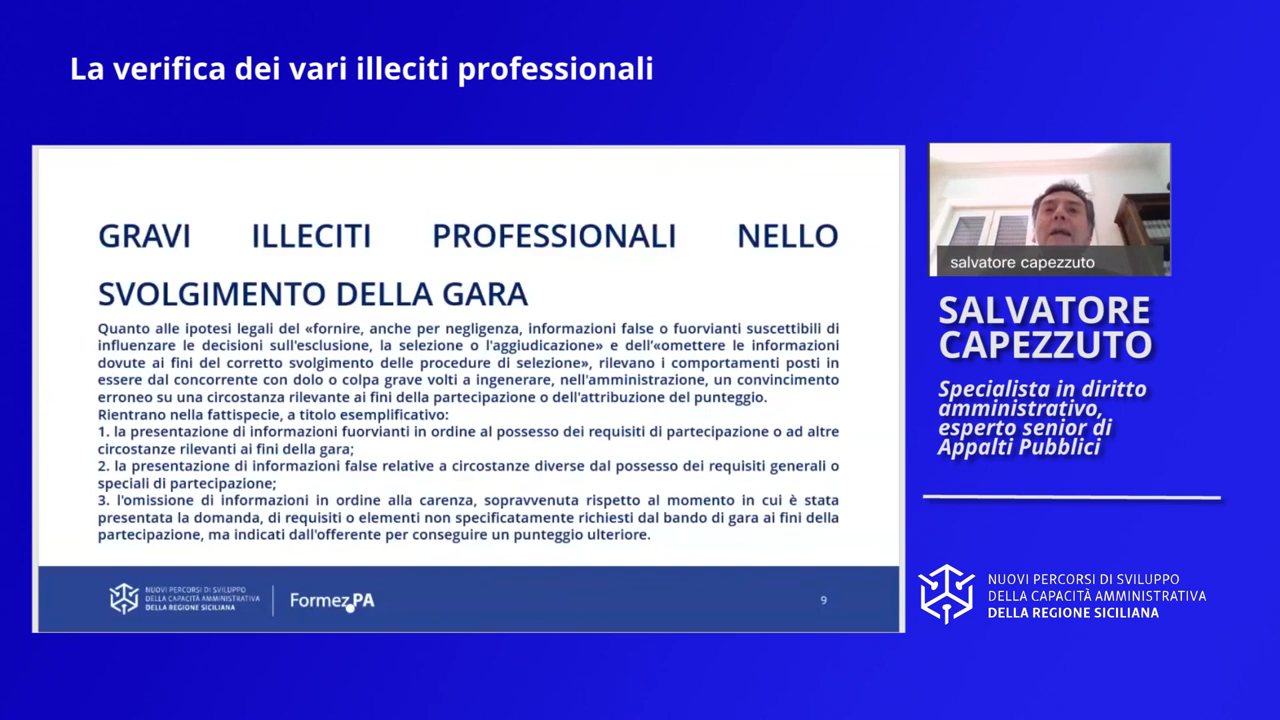 La verifica dei vari illeciti professionali
GRAVI ILLECITI PROFESSIONALI NELLO
SVOLGIMENTO DELLA GARA
Quanto alle ipotesi legali del «fornire, anche per negligenza, informazioni false o fuorvianti suscettibili di
influenzare le decisioni sull'esclusione, la selezione o l'aggiudicazione» e dell'«omettere le informazioni
dovute ai fini del corretto svolgimento delle procedure di selezione», rilevano i comportamenti posti in
essere dal concorrente con dolo o colpa grave volti a ingenerare, nell'amministrazione, un convincimento
erroneo su una circostanza rilevante ai fini della partecipazione o dell'attribuzione del punteggio.
Rientrano nella fattispecie, a titolo esemplificativo:
1. la presentazione di informazioni fuorvianti in ordine al possesso dei requisiti di partecipazione o ad altre
circostanze rilevanti ai fini della gara;
2. la presentazione di informazioni false relative a circostanze diverse dal possesso dei requisiti generali o
speciali di partecipazione;
3. l'omissione di informazioni in ordine alla carenza, sopravvenuta rispetto al momento in cui è stata
presentata la domanda, di requisiti o elementi non specificatamente richiesti dal bando di gara ai fini della
partecipazione, ma indicati dall'offerente per conseguire un punteggio ulteriore.
NUOVI PERCORSI DI SVILUPPO
DELLA CAPACITÀ AMMINISTRATIVA
DELLA REGIONE SICILIANA
Formez PA
9
salvatore capezzuto
SALVATORE
CAPEZZUTO
Specialista in diritto
amministrativo,
esperto senior di
Appalti Pubblici
NUOVI PERCORSI DI SVILUPPO
DELLA CAPACITÀ AMMINISTRATIVA
DELLA REGIONE SICILIANA